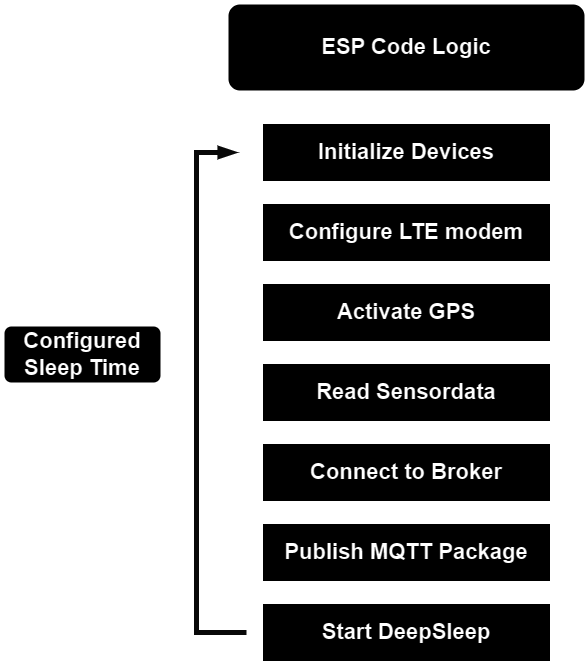 ESP Code Logic
Initialize Devices
Configure LTE modem
Activate GPS
Configured
Sleep Time
Read Sensordata
Connect to Broker
Publish MQTT Package
Start DeepSleep